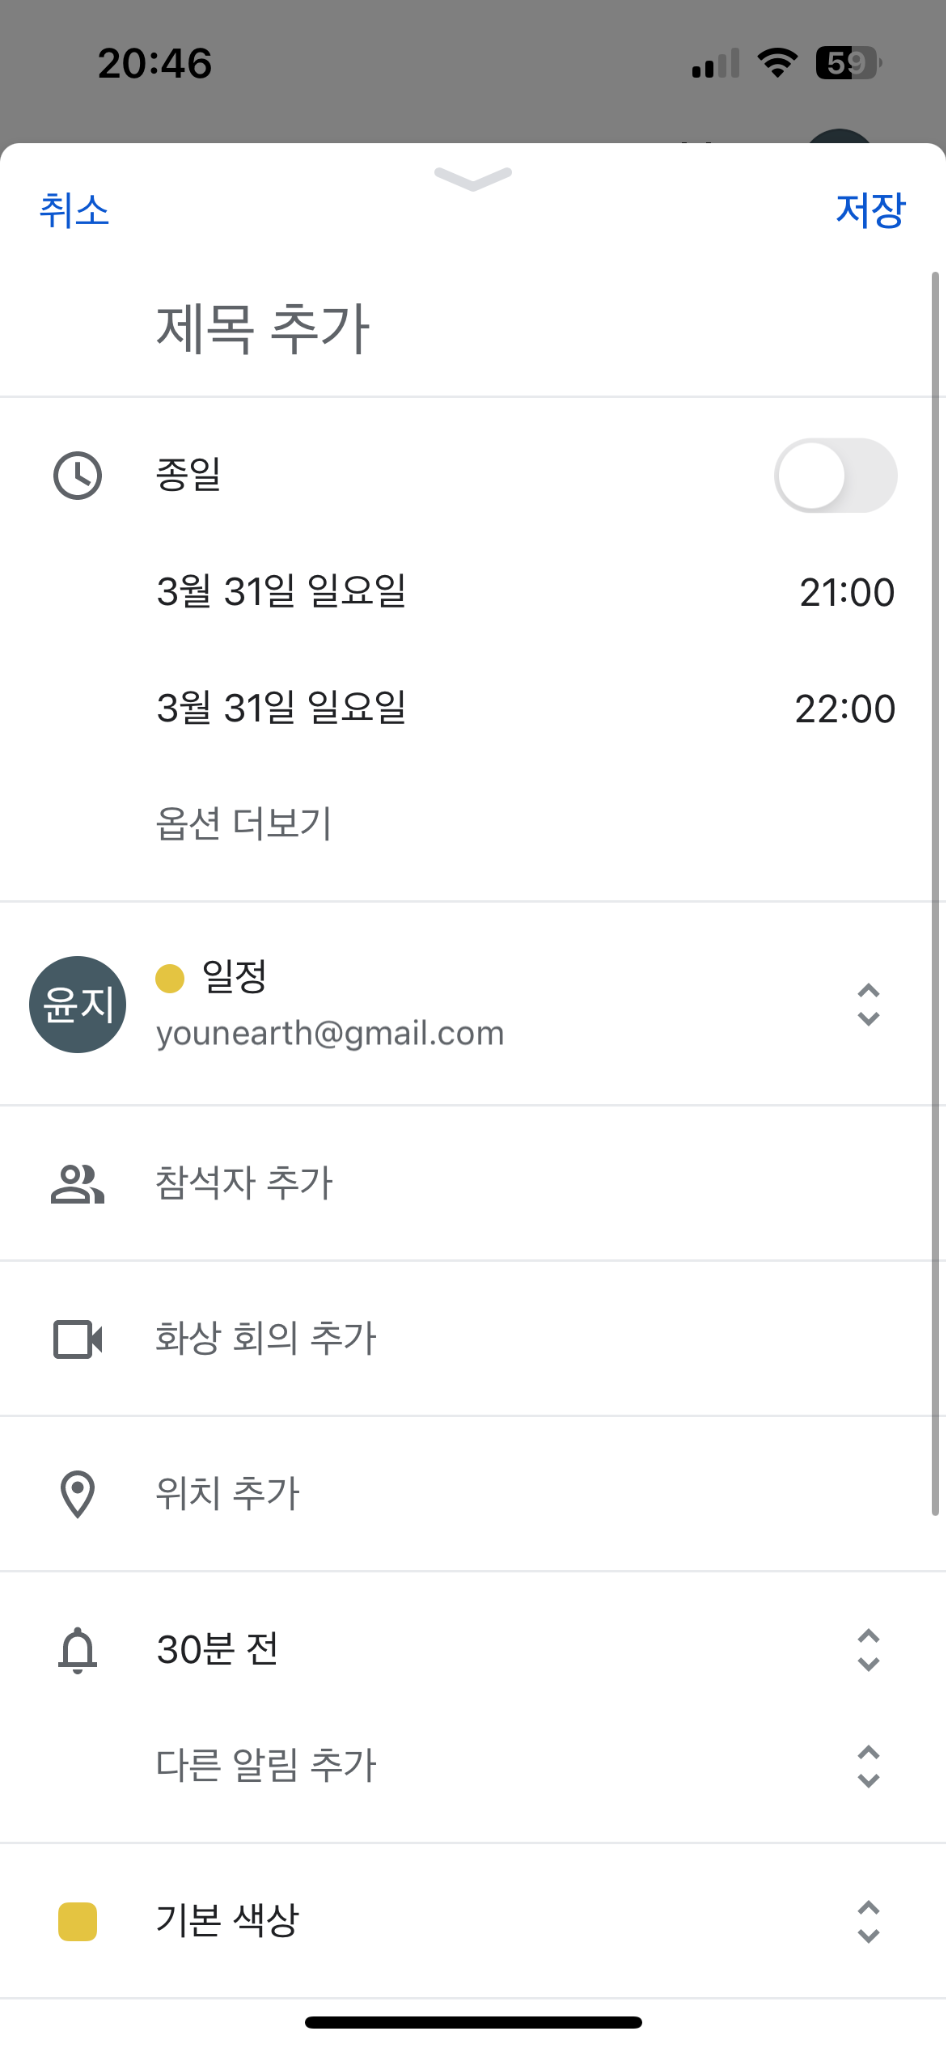 20:46
59
취소
저장
제목 추가
종일
3월 31일 일요일
21:00
3월 31일 일요일
22:00
옵션 더보기
윤지
일정
younearth@gmail.com
참석자 추가
화상 회의 추가
위치 추가
30분 전
다른 알림 추가
기본 색상